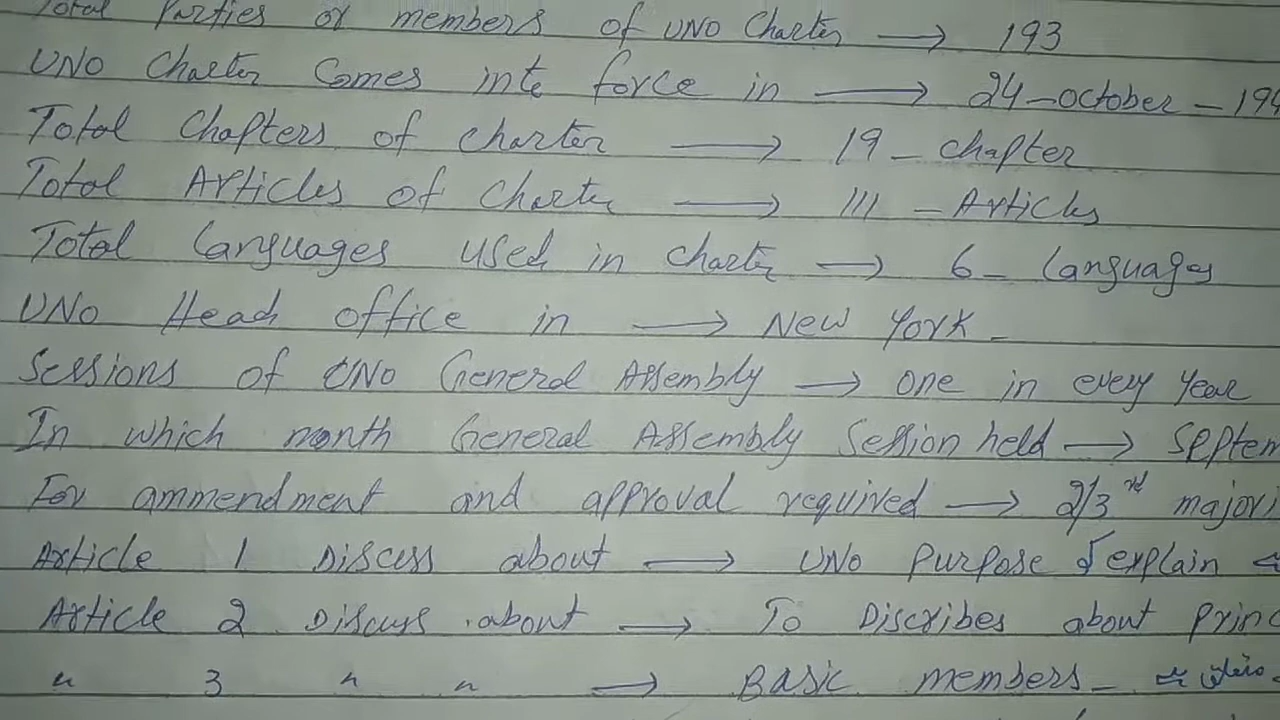 Total Parties or members of UNO Charter → 193
UNO Charter Comes into force in → 24-October-194
Total Chapters of charter → 19 - chapter
Total Articles of Charter → 111 - Articles
Total Languages used in charter → 6 - Languages
UNO Head office in → New York -
Sessions of UNO General Assembly → one in every year
In which month General Assembly Session held → Septem
For ammendment and approval required → 2/3rd majori
Article 1 Discuss about → UNO Purpose explain
Article 2 Discuss about → To Discribes about princ
" 3 " " → Basic members -